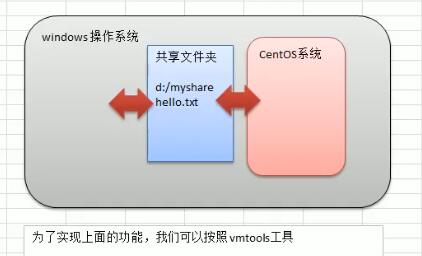 windows操作系统
共享文件夹
d:/myshare
hello.txt
CentOS系统
为了实现上面的功能，我们可以按照vmtools工具